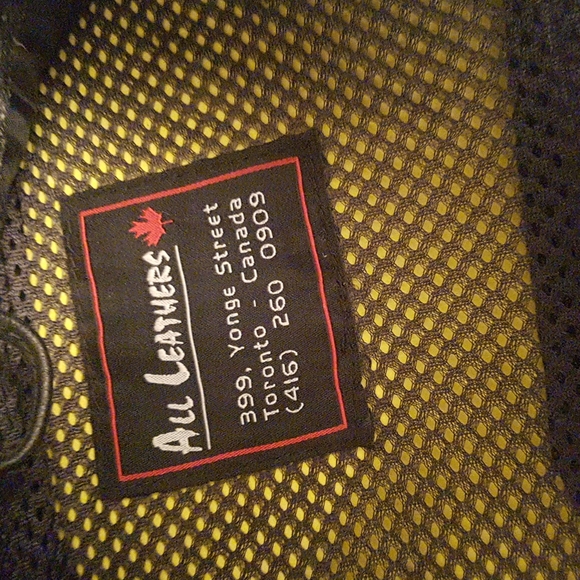 All Leathers
399, Yonge Street
Toronto - Canada
(416) 260 0909